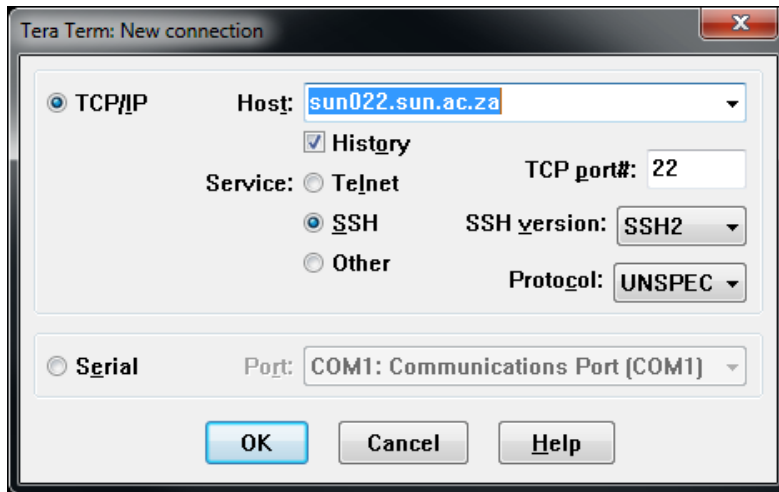 Tera Term: New connection
TCP/IP Host: sun022.sun.ac.za
History
Service: Telnet TCP port#: 22
SSH SSH version: SSH2
Other Protocol: UNSPEC
Serial Port: COM1: Communications Port (COM1)
OK Cancel Help